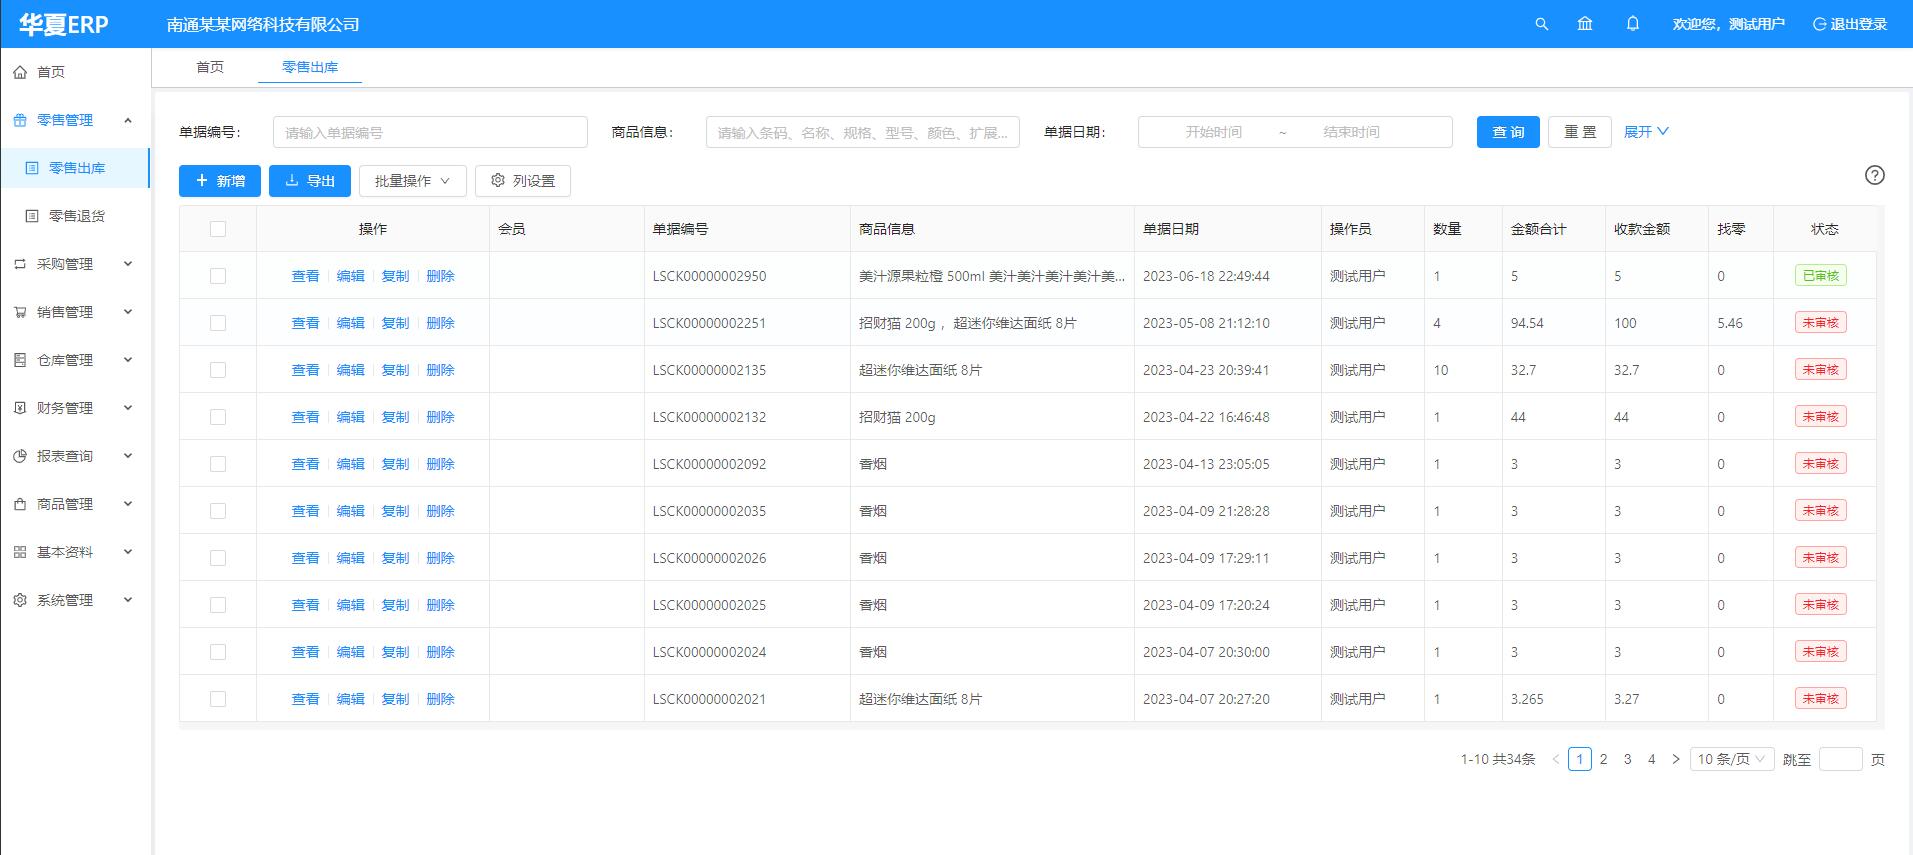 华夏ERP 南通某某网络科技有限公司 欢迎您，测试用户 退出登录
首页
零售管理
零售出库
零售退货
采购管理
销售管理
仓库管理
财务管理
报表查询
商品管理
基本资料
系统管理
首页 零售出库
单据编号： 请输入单据编号 商品信息： 请输入条码、名称、规格、型号、颜色、扩展... 单据日期： 开始时间 ~ 结束时间 查询 重置 展开
新增 导出 批量操作 列设置
操作 会员 单据编号 商品信息 单据日期 操作员 数量 金额合计 收款金额 找零 状态
查看 编辑 复制 删除 LSCK00000002950 美汁源果粒橙 500ml 美汁美汁美汁美汁美... 2023-06-18 22:49:44 测试用户 1 5 5 0 已审核
查看 编辑 复制 删除 LSCK00000002251 招财猫 200g ，超迷你维达面纸 8片 2023-05-08 21:12:10 测试用户 4 94.54 100 5.46 未审核
查看 编辑 复制 删除 LSCK00000002135 超迷你维达面纸 8片 2023-04-23 20:39:41 测试用户 10 32.7 32.7 0 未审核
查看 编辑 复制 删除 LSCK00000002132 招财猫 200g 2023-04-22 16:46:48 测试用户 1 44 44 0 未审核
查看 编辑 复制 删除 LSCK00000002092 香烟 2023-04-13 23:05:05 测试用户 1 3 3 0 未审核
查看 编辑 复制 删除 LSCK00000002035 香烟 2023-04-09 21:28:28 测试用户 1 3 3 0 未审核
查看 编辑 复制 删除 LSCK00000002026 香烟 2023-04-09 17:29:11 测试用户 1 3 3 0 未审核
查看 编辑 复制 删除 LSCK00000002025 香烟 2023-04-09 17:20:24 测试用户 1 3 3 0 未审核
查看 编辑 复制 删除 LSCK00000002024 香烟 2023-04-07 20:30:00 测试用户 1 3 3 0 未审核
查看 编辑 复制 删除 LSCK00000002021 超迷你维达面纸 8片 2023-04-07 20:27:20 测试用户 1 3.265 3.27 0 未审核
1-10 共34条 < 1 2 3 4 > 10 条/页 跳至 页